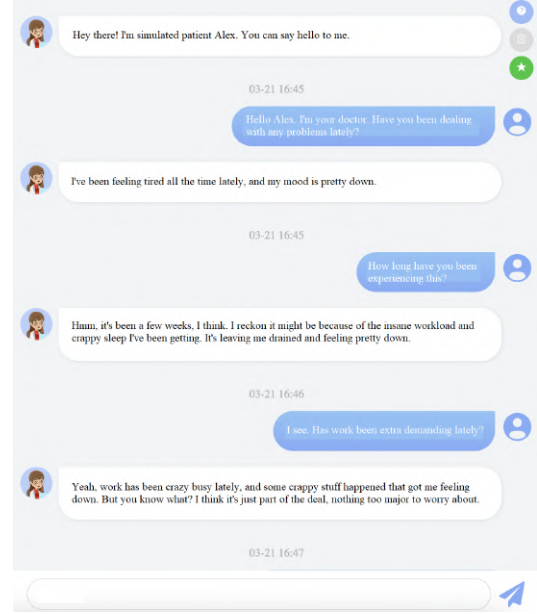 Hey there! I'm simulated patient Alex. You can say hello to me.
03-21 16:45
Hello Alex. I'm your doctor. Have you been dealing
with any problems lately?
I've been feeling tired all the time lately, and my mood is pretty down.
03-21 16:45
How long have you been
experiencing this?
Hmm, it's been a few weeks, I think. I reckon it might be because of the insane workload and
crappy sleep I've been getting. It's leaving me drained and feeling pretty down.
03-21 16:46
I see. Has work been extra demanding lately?
Yeah, work has been crazy busy lately, and some crappy stuff happened that got me feeling
down. But you know what? I think it's just part of the deal, nothing too major to worry about.
03-21 16:47